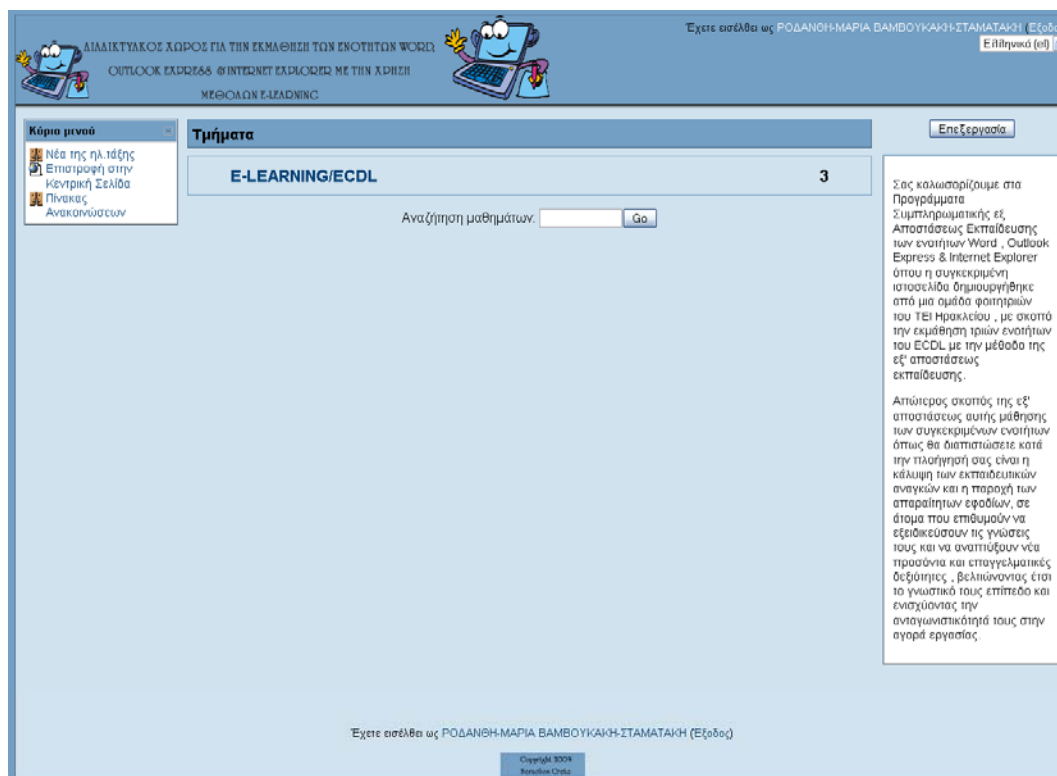 Έχετε εισέλθει ως ΡΟΔΑΝΘΗ-ΜΑΡΙΑ ΒΑΜΒΟΥΚΑΚΗ-ΣΤΑΜΑΤΑΚΗ (Εξοδο
Ελληνικά (el)
ΔΙΑΔΙΚΤΥΑΚΟΣ ΧΩΡΟΣ ΓΙΑ ΤΗΝ ΕΚΜΑΘΗΣΗ ΤΩΝ ΕΝΟΤΗΤΩΝ WORD,
OUTLOOK EXPRESS & INTERNET EXPLORER ΜΕ ΤΗΝ ΧΡΗΣΗ
ΜΕΘΟΔΩΝ E-LEARNING
Κύριο μενού
Νέα της ηλ.τάξης
Επιστροφή στην
Κεντρική Σελίδα
Πίνακας
Ανακοινώσεων
Τμήματα
E-LEARNING/ECDL 3
Αναζήτηση μαθημάτων: Go
Επεξεργασία
Σας καλωσορίζουμε στα
Προγράμματα
Συμπληρωματικής εξ
Αποστάσεως Εκπαίδευσης
των ενοτήτων Word , Outlook
Express & Internet Explorer
όπου η συγκεκριμένη
ιστοσελίδα δημιουργήθηκε
από μια ομάδα φοιτητριών
του ΤΕΙ Ηρακλείου , με σκοπό
την εκμάθηση τριών ενοτήτων
του ECDL με την μέθοδο της
εξ' αποστάσεως
εκπαίδευσης.
Απώτερος σκοπός της εξ'
αποστάσεως αυτής μάθησης
των συγκεκριμένων ενοτήτων
όπως θα διαπιστώσετε κατά
την πλοήγησή σας είναι η
κάλυψη των εκπαιδευτικών
αναγκών και η παροχή των
απαραίτητων εφοδίων, σε
άτομα που επιθυμούν να
εξειδικεύσουν τις γνώσεις
τους και να αναπτύξουν νέα
προσόντα και επαγγελματικές
δεξιότητες , βελτιώνοντας έτσι
το γνωστικό τους επίπεδο και
ενισχύοντας την
ανταγωνιστικότητά τους στην
αγορά εργασίας.
Έχετε εισέλθει ως ΡΟΔΑΝΘΗ-ΜΑΡΙΑ ΒΑΜΒΟΥΚΑΚΗ-ΣΤΑΜΑΤΑΚΗ (Εξοδος)
Copyright 2009
Heraclion Crete